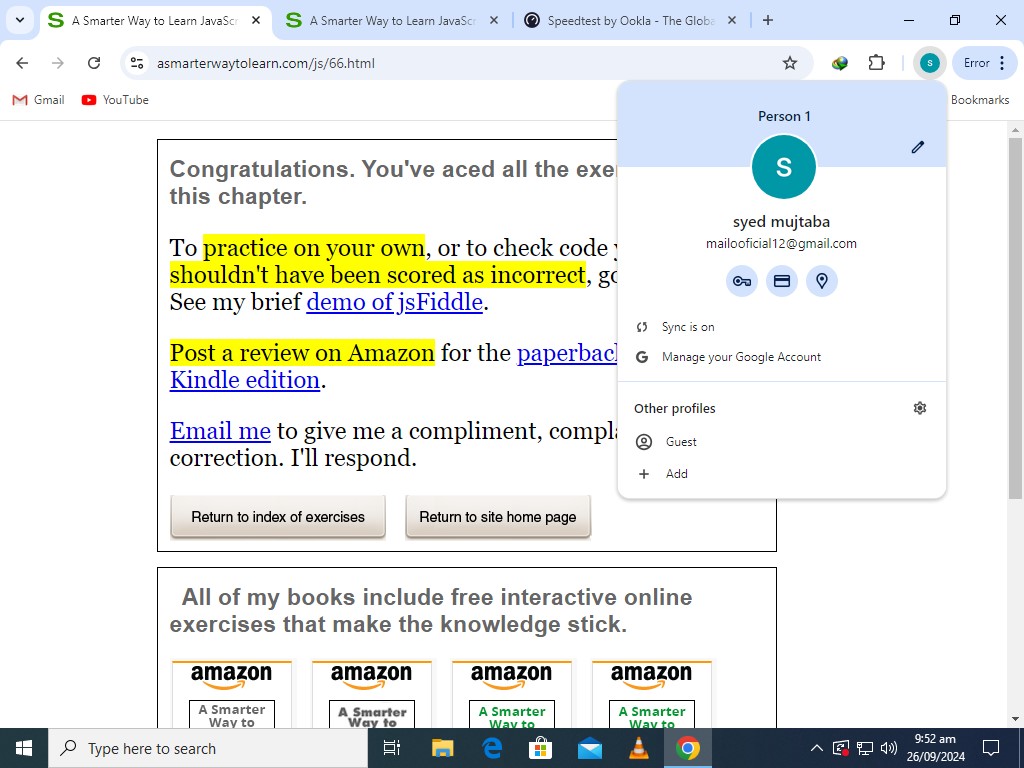 A Smarter Way to Learn JavaScr
A Smarter Way to Learn JavaScr
Speedtest by Ookla - The Globa
asmarterwaytolearn.com/js/66.html
S
Error
Gmail
YouTube
Bookmarks
Person 1
S
syed mujtaba
mailooficial12@gmail.com
Sync is on
Manage your Google Account
Other profiles
Guest
Add
Congratulations. You've aced all the exe
this chapter.
To practice on your own, or to check code
shouldn't have been scored as incorrect, go
See my brief demo of jsFiddle.
Post a review on Amazon for the paperback
Kindle edition.
Email me to give me a compliment, compla
correction. I'll respond.
Return to index of exercises
Return to site home page
All of my books include free interactive online
exercises that make the knowledge stick.
amazon amazon amazon amazon
A Smarter A Smarter A Smarter A Smarter
Way to Way to Way to Way to
Type here to search
9:52 am
26/09/2024